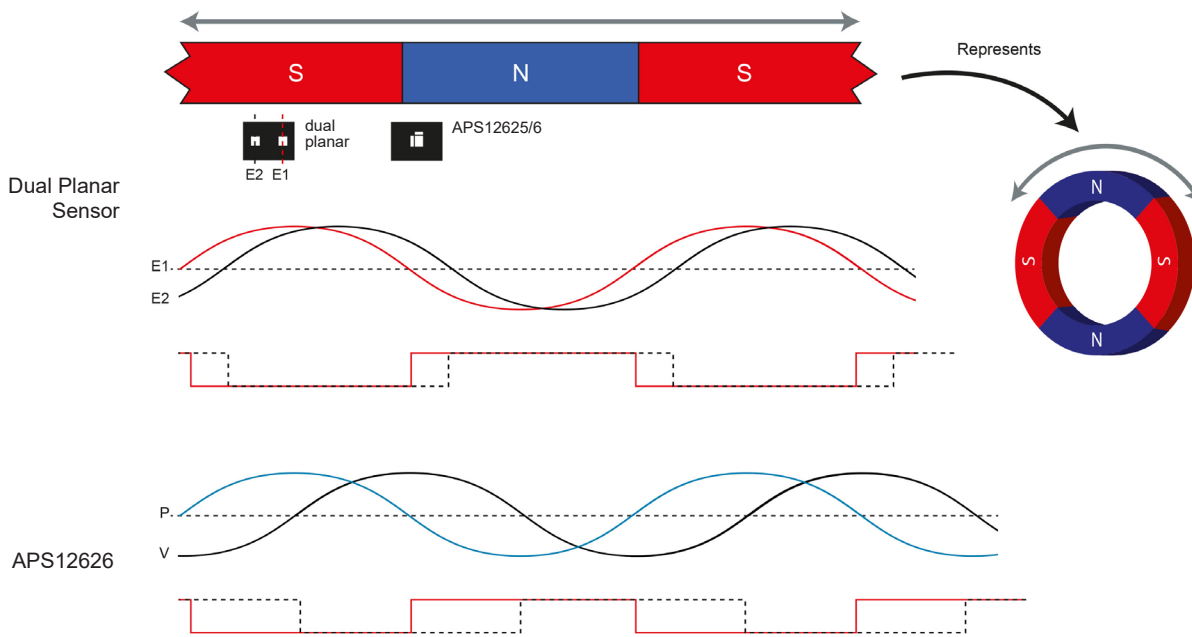 S
N
S
Represents
dual
planar
APS12625/6
E2
E1
Dual Planar
Sensor
N
S
S
N
E1
E2
P
V
APS12626